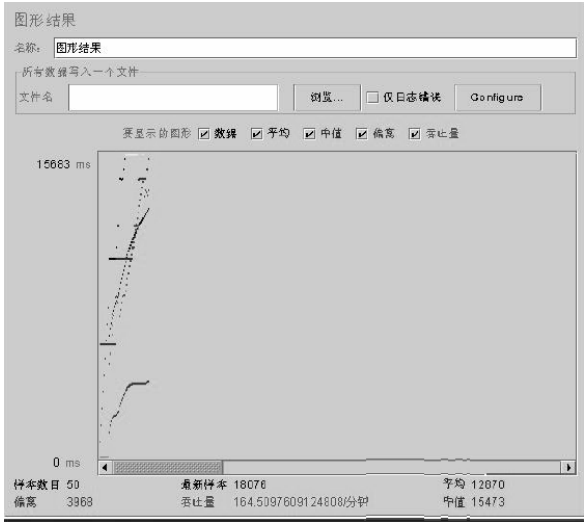 图形结果
名称: 图形结果
所有数据写入一个文件
文件名 浏览... 仅日志错误 Configure
要显示的图形 数据 平均 中值 偏离 吞吐量
15683 ms
0 ms
样本数目 50 最新样本 18076 平均 12870
偏离 3968 吞吐量 164.5097609124808/分钟 中值 15473